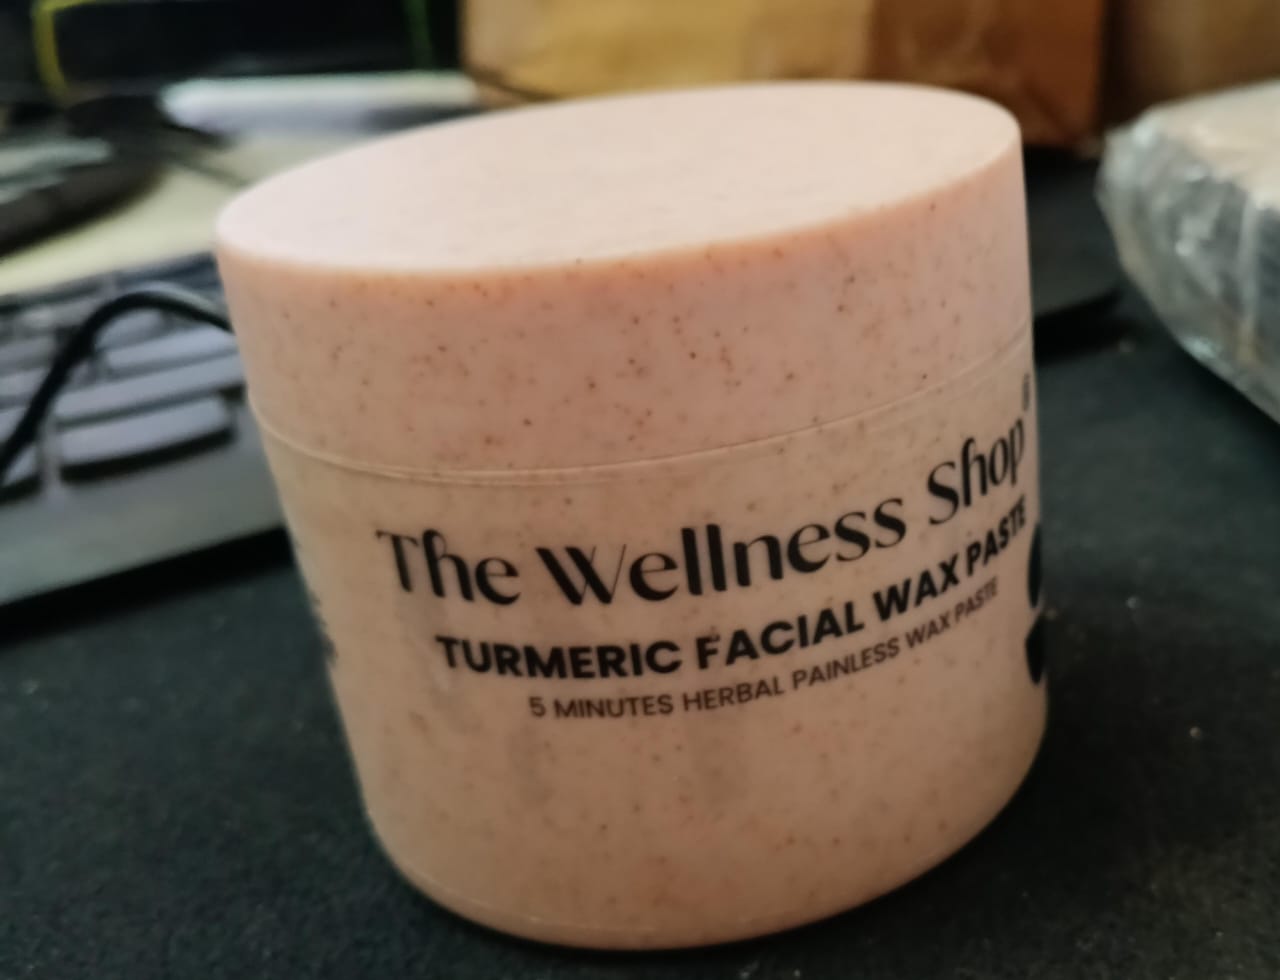 The Wellness Shop®
TURMERIC FACIAL WAX PASTE
5 MINUTES HERBAL PAINLESS WAX PASTE